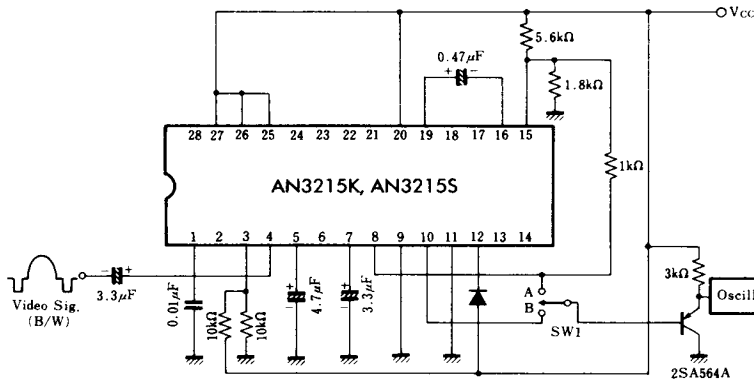 VCC
5.6kΩ
0.47μF
+ -
1.8kΩ
28 27 26 25 24 23 22 21 20 19 18 17 16 15
1kΩ
AN3215K, AN3215S
1 2 3 4 5 6 7 8 9 10 11 12 13 14
- +
3.3μF
Video Sig.
(B/W)
0.01μF
10kΩ
10kΩ
+
-
4.7μF
+
-
3.3μF
A
B
SW1
3kΩ
Oscill
2SA564A